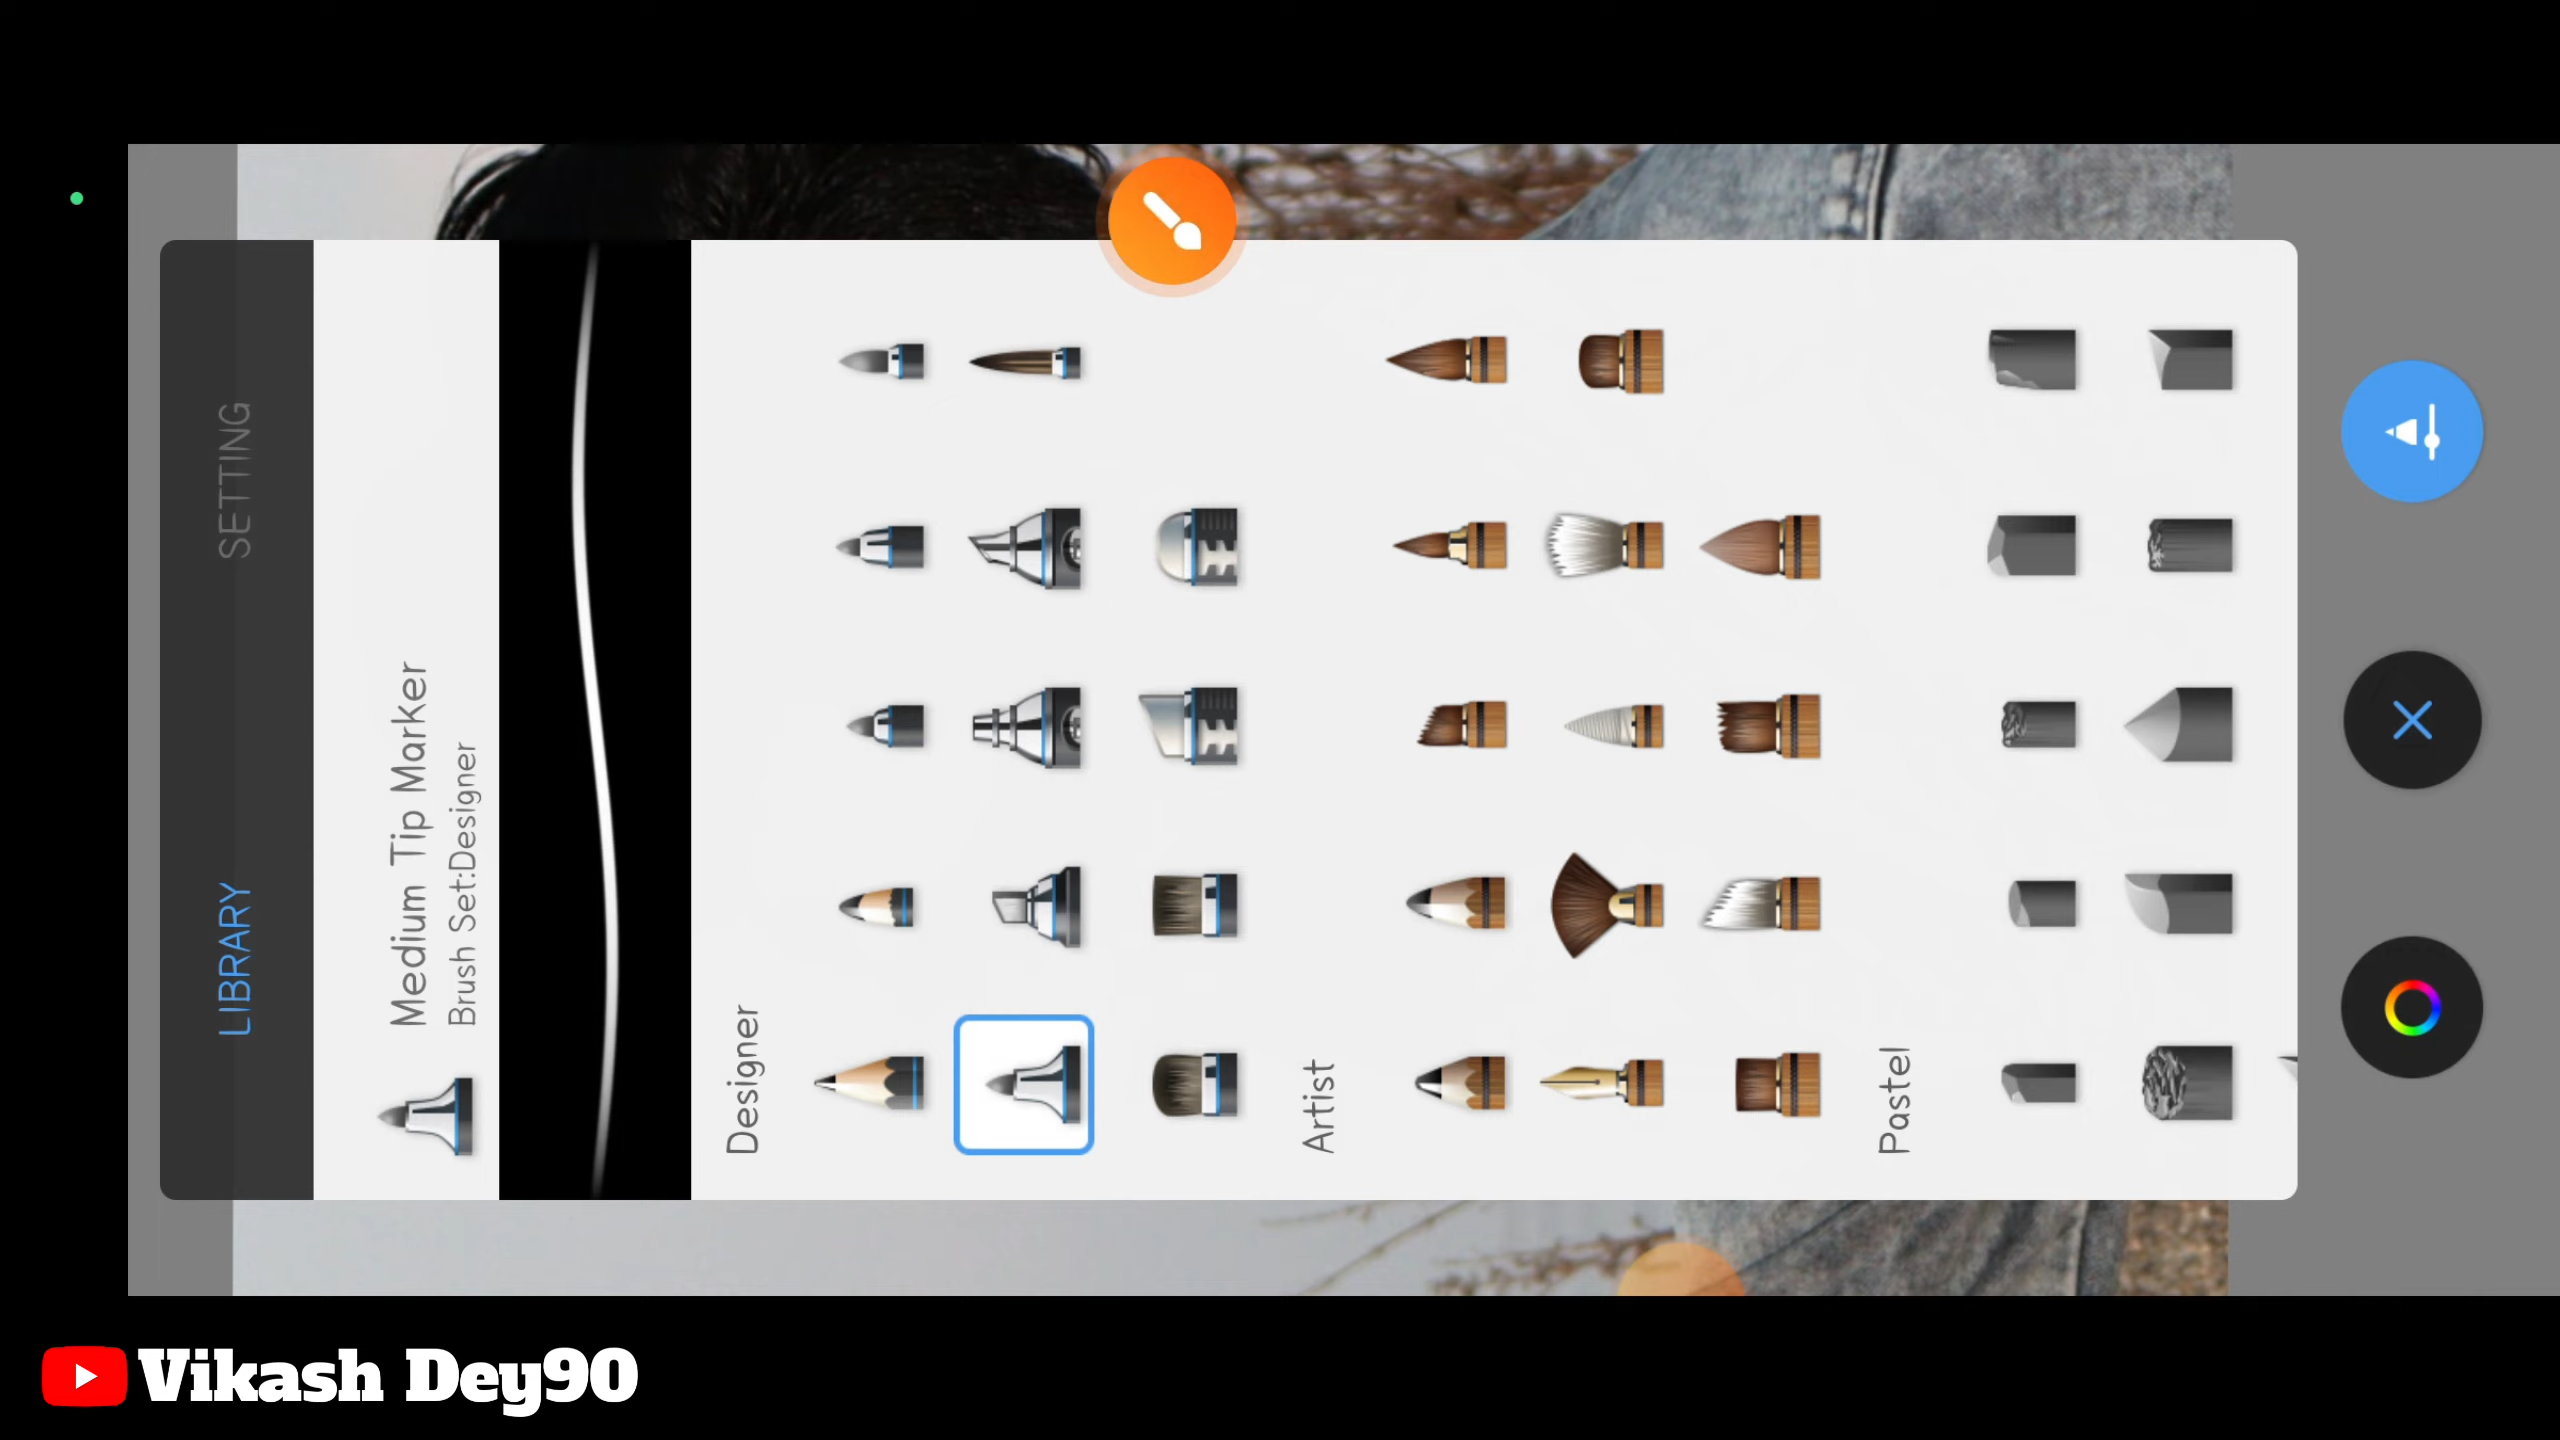 LIBRARY
SETTING
Medium Tip Marker
Brush Set:Designer
Designer
Artist
Pastel
Vikash Dey90